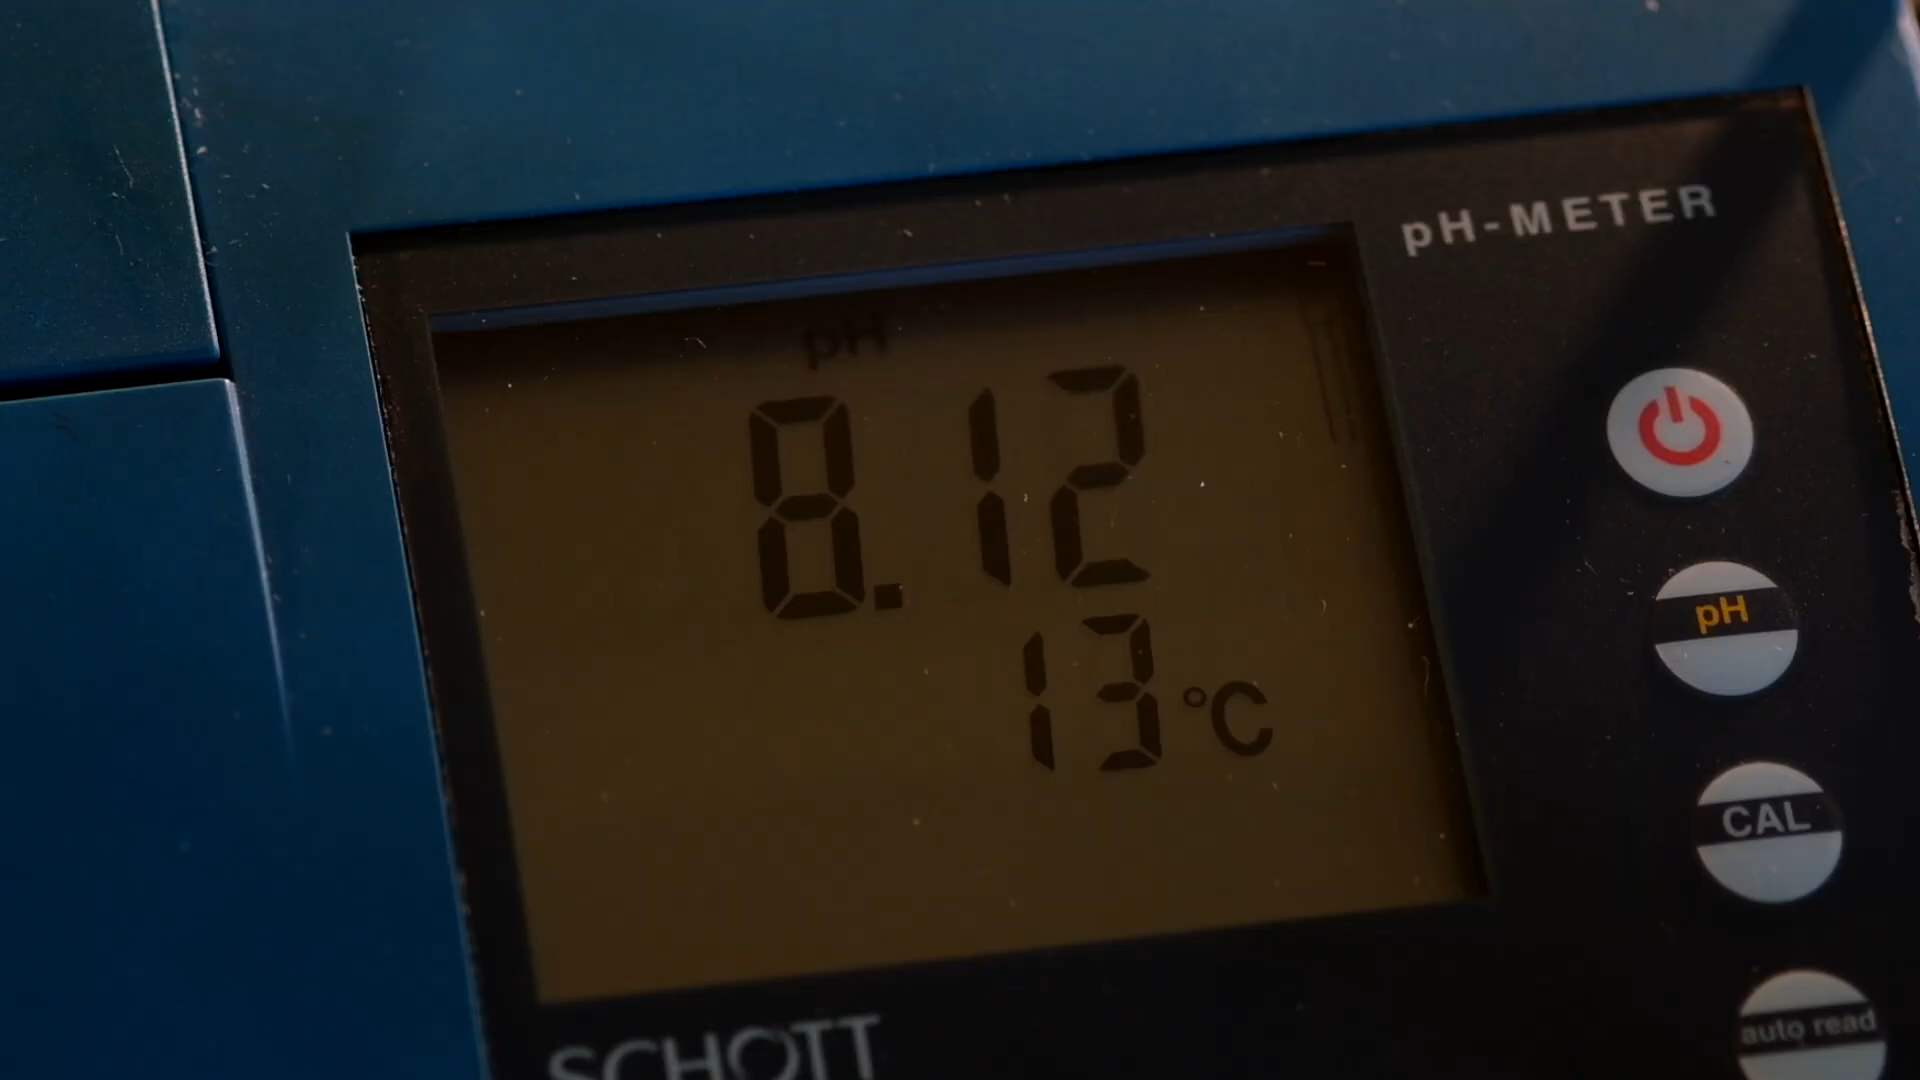 pH-METER
pH
8.12
13 °C
pH
CAL
auto read
SCHOTT